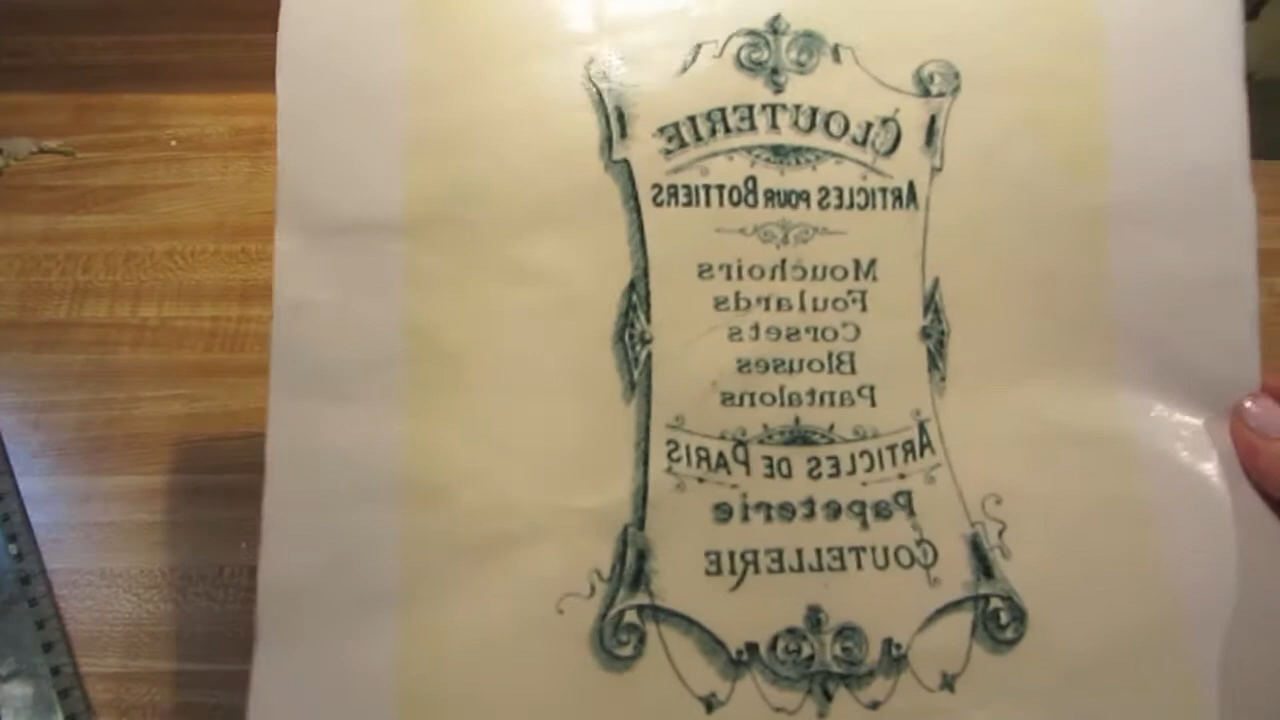 CLOUTERIE
ARTICLES POUR BOTTIERS
Mouchoirs
Foulards
Corsets
Blouses
Pantalons
ARTICLES DE PARIS
Papeterie
COUTELLERIE